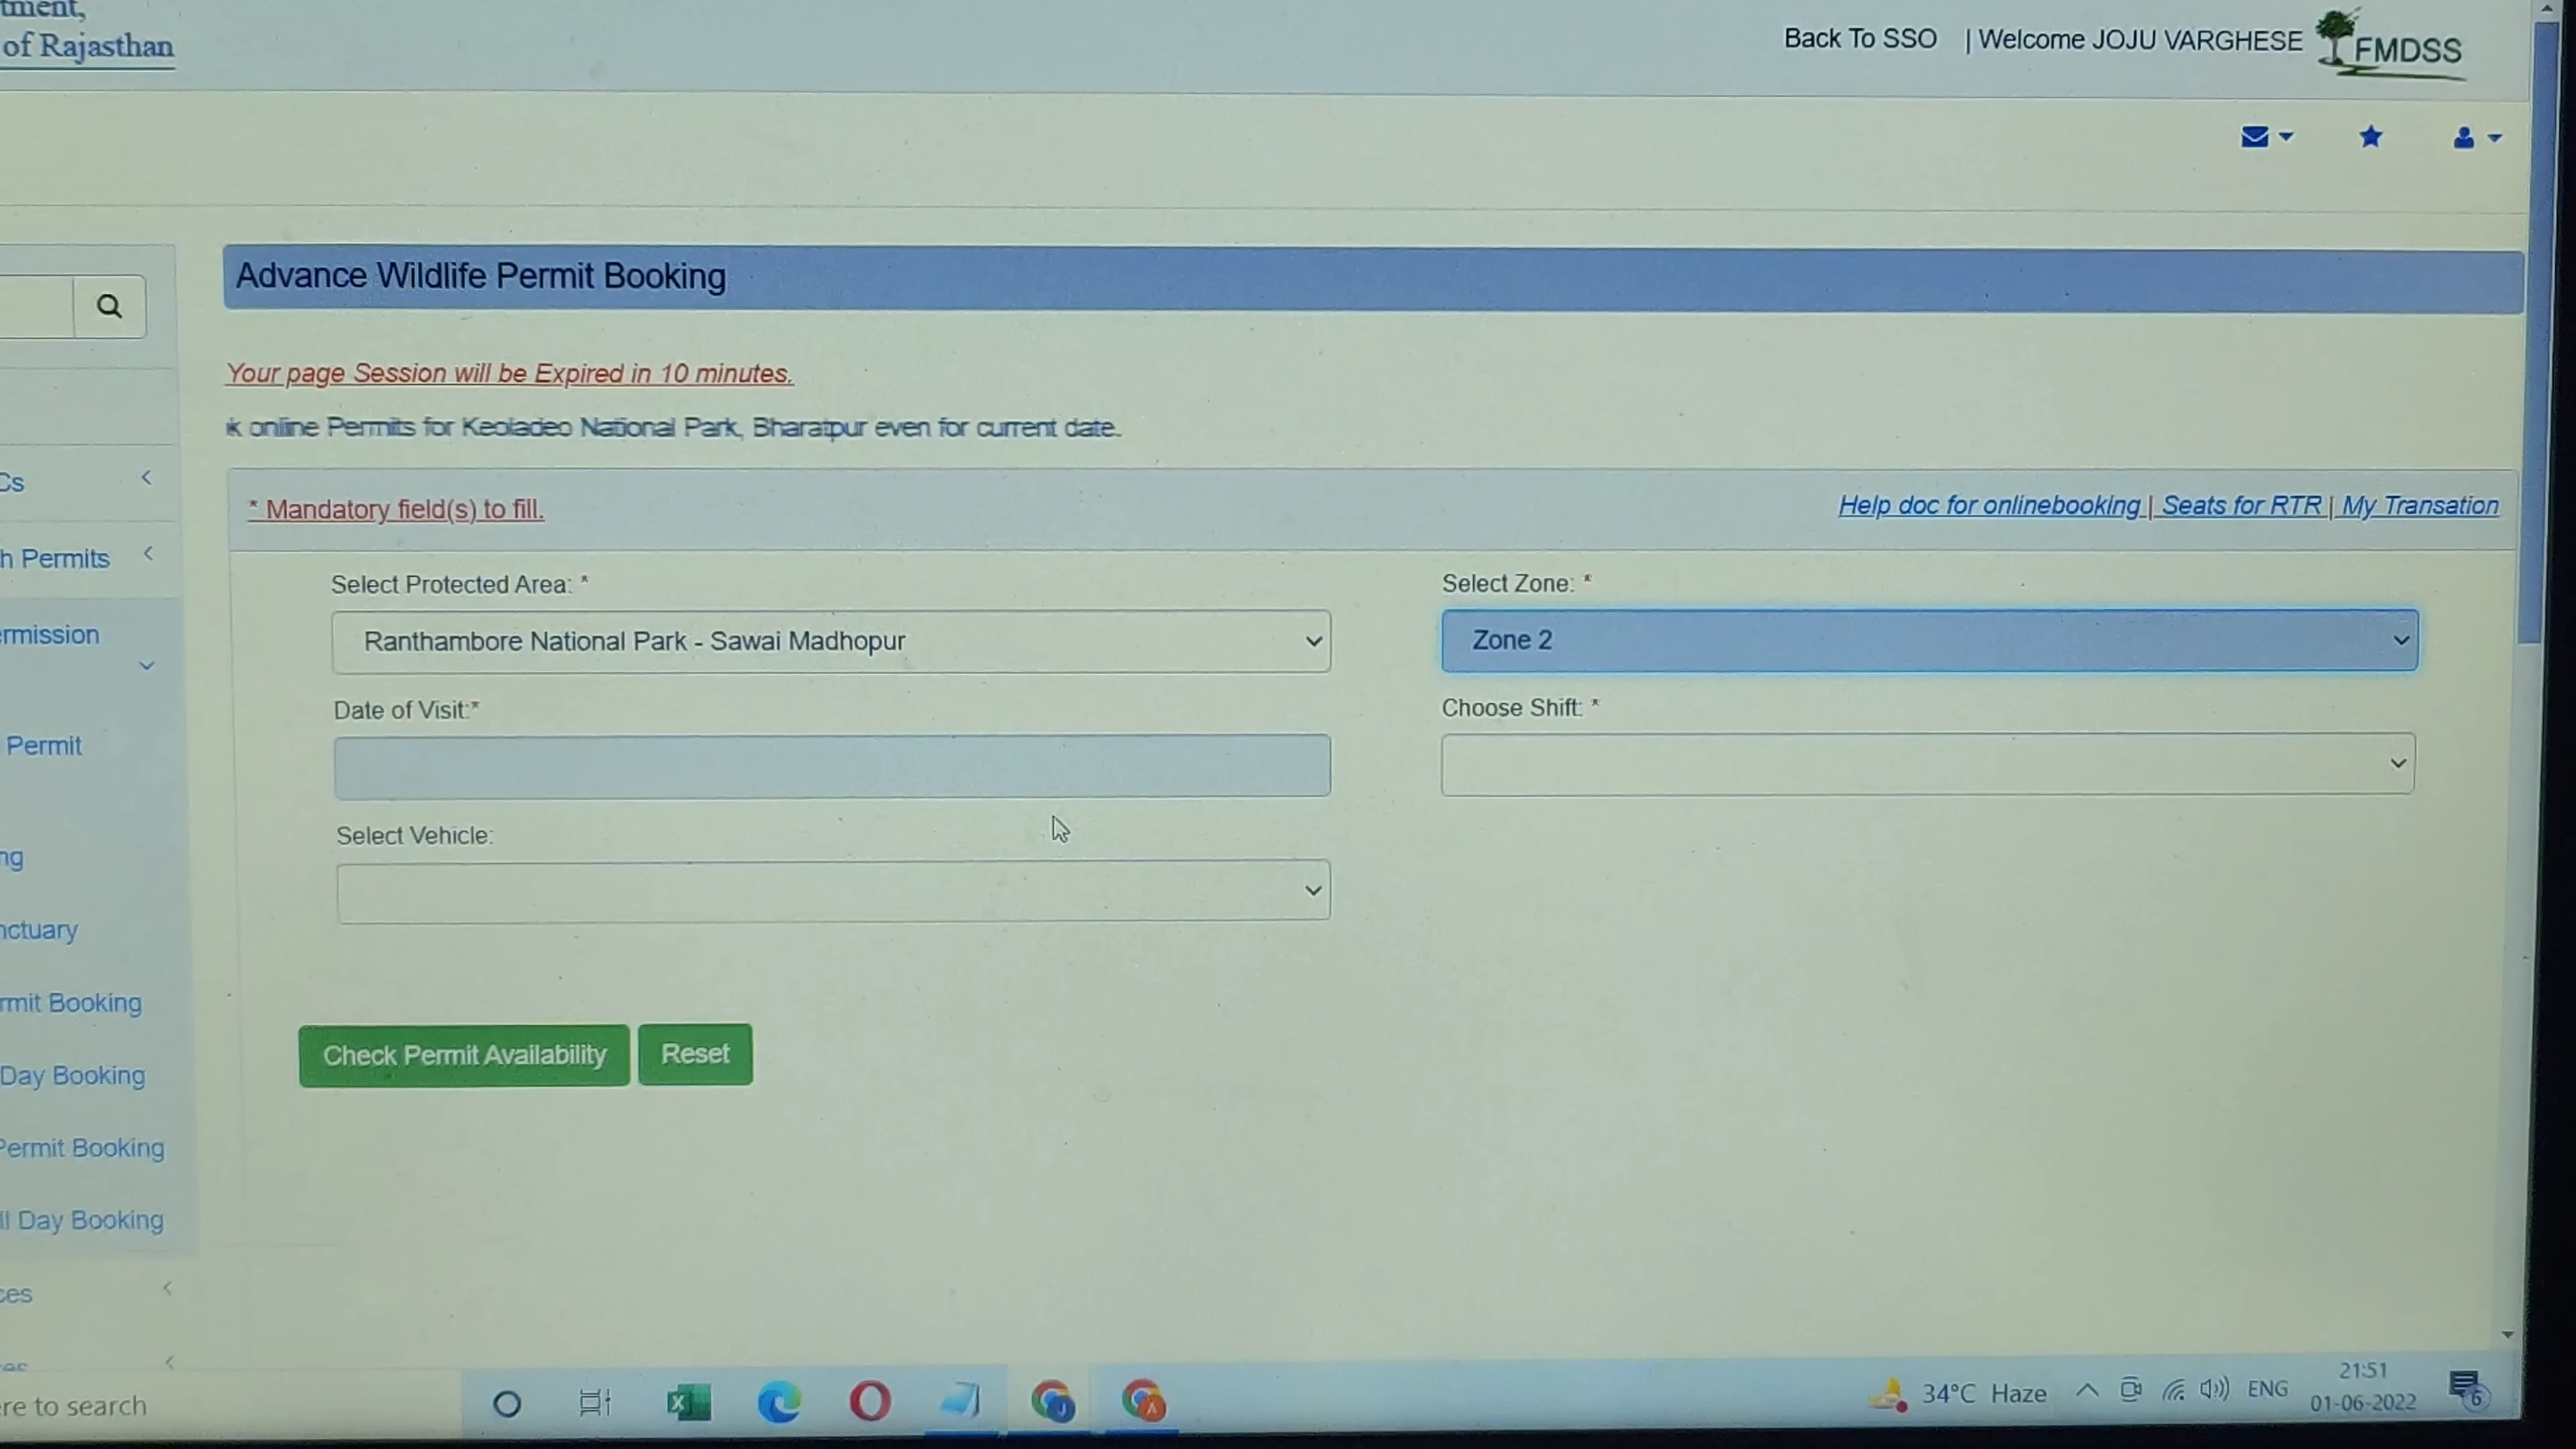 tment,
of Rajasthan
Back To SSO | Welcome JOJU VARGHESE
FMDSS
Advance Wildlife Permit Booking
Your page Session will be Expired in 10 minutes.
k online Permits for Keoladeo National Park, Bharatpur even for current date.
* Mandatory field(s) to fill.
Help doc for onlinebooking | Seats for RTR | My Transation
Select Protected Area: *
Select Zone: *
Ranthambore National Park - Sawai Madhopur
Zone 2
Date of Visit:*
Choose Shift: *
Select Vehicle:
Check Permit Availability
Reset
Cs
h Permits
ermission
Permit
ng
nctuary
rmit Booking
Day Booking
Permit Booking
ll Day Booking
ces
re to search
34°C Haze
ENG
21:51
01-06-2022
6